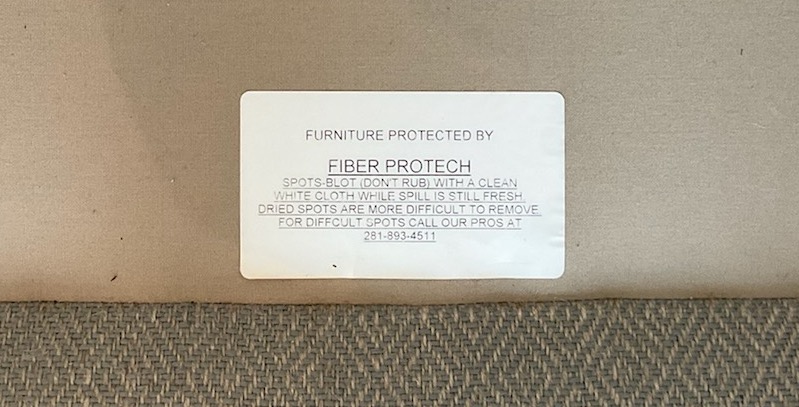 FURNITURE PROTECTED BY
FIBER PROTECH
SPOTS-BLOT (DON'T RUB) WITH A CLEAN
WHITE CLOTH WHILE SPILL IS STILL FRESH.
DRIED SPOTS ARE MORE DIFFICULT TO REMOVE.
FOR DIFFCULT SPOTS CALL OUR PROS AT
281-893-4511